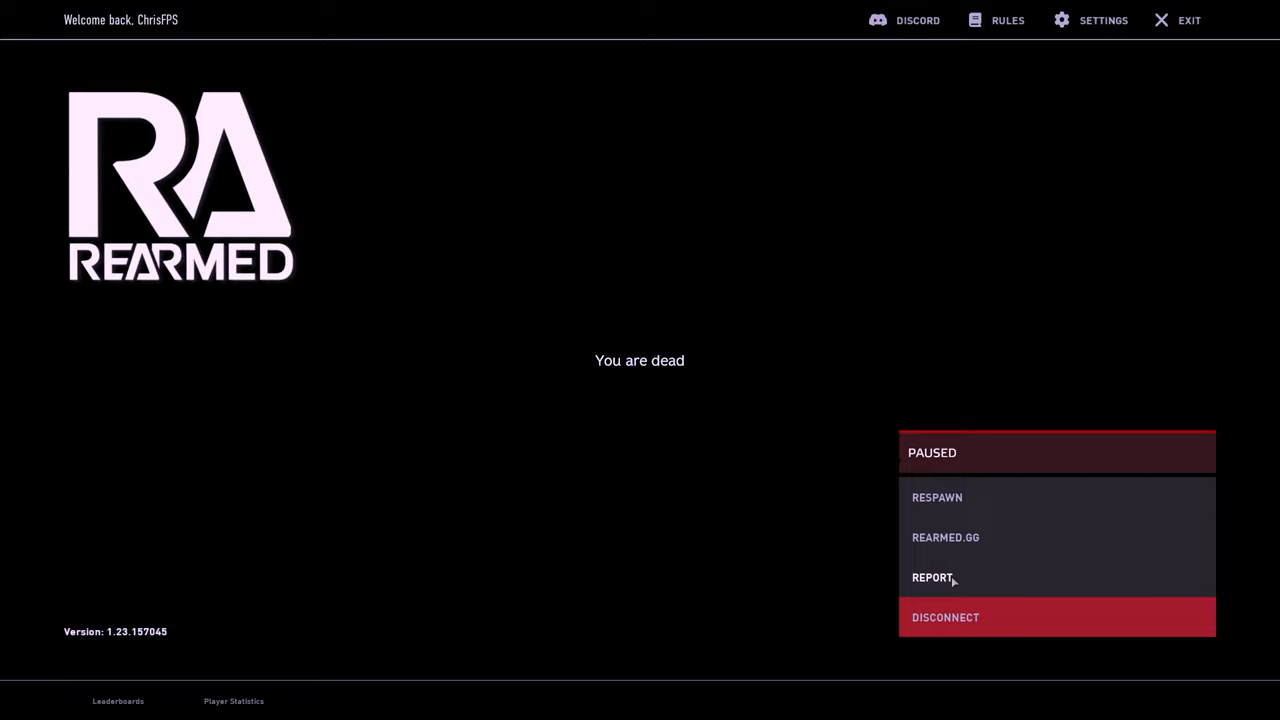 Welcome back, ChrisFPS
DISCORD
RULES
SETTINGS
EXIT
RA
REARMED
You are dead
PAUSED
RESPAWN
REARMED.GG
REPORT
DISCONNECT
Version: 1.23.157045
Leaderboards
Player Statistics